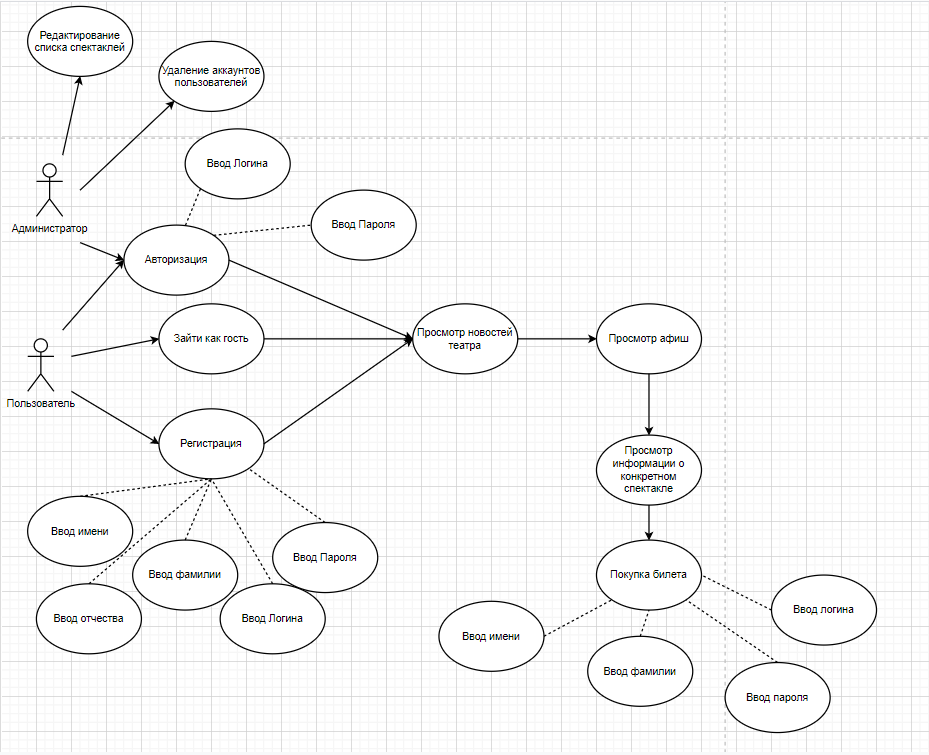 Редактирование
списка спектаклей
Удаление аккаунтов
пользователей
Ввод Логина
Ввод Пароля
Администратор
Авторизация
Зайти как гость
Просмотр новостей
театра
Просмотр афиш
Пользователь
Регистрация
Просмотр
информации о
конкретном
спектакле
Ввод имени
Ввод Пароля
Ввод фамилии
Покупка билета
Ввод отчества
Ввод Логина
Ввод логина
Ввод имени
Ввод фамилии
Ввод пароля